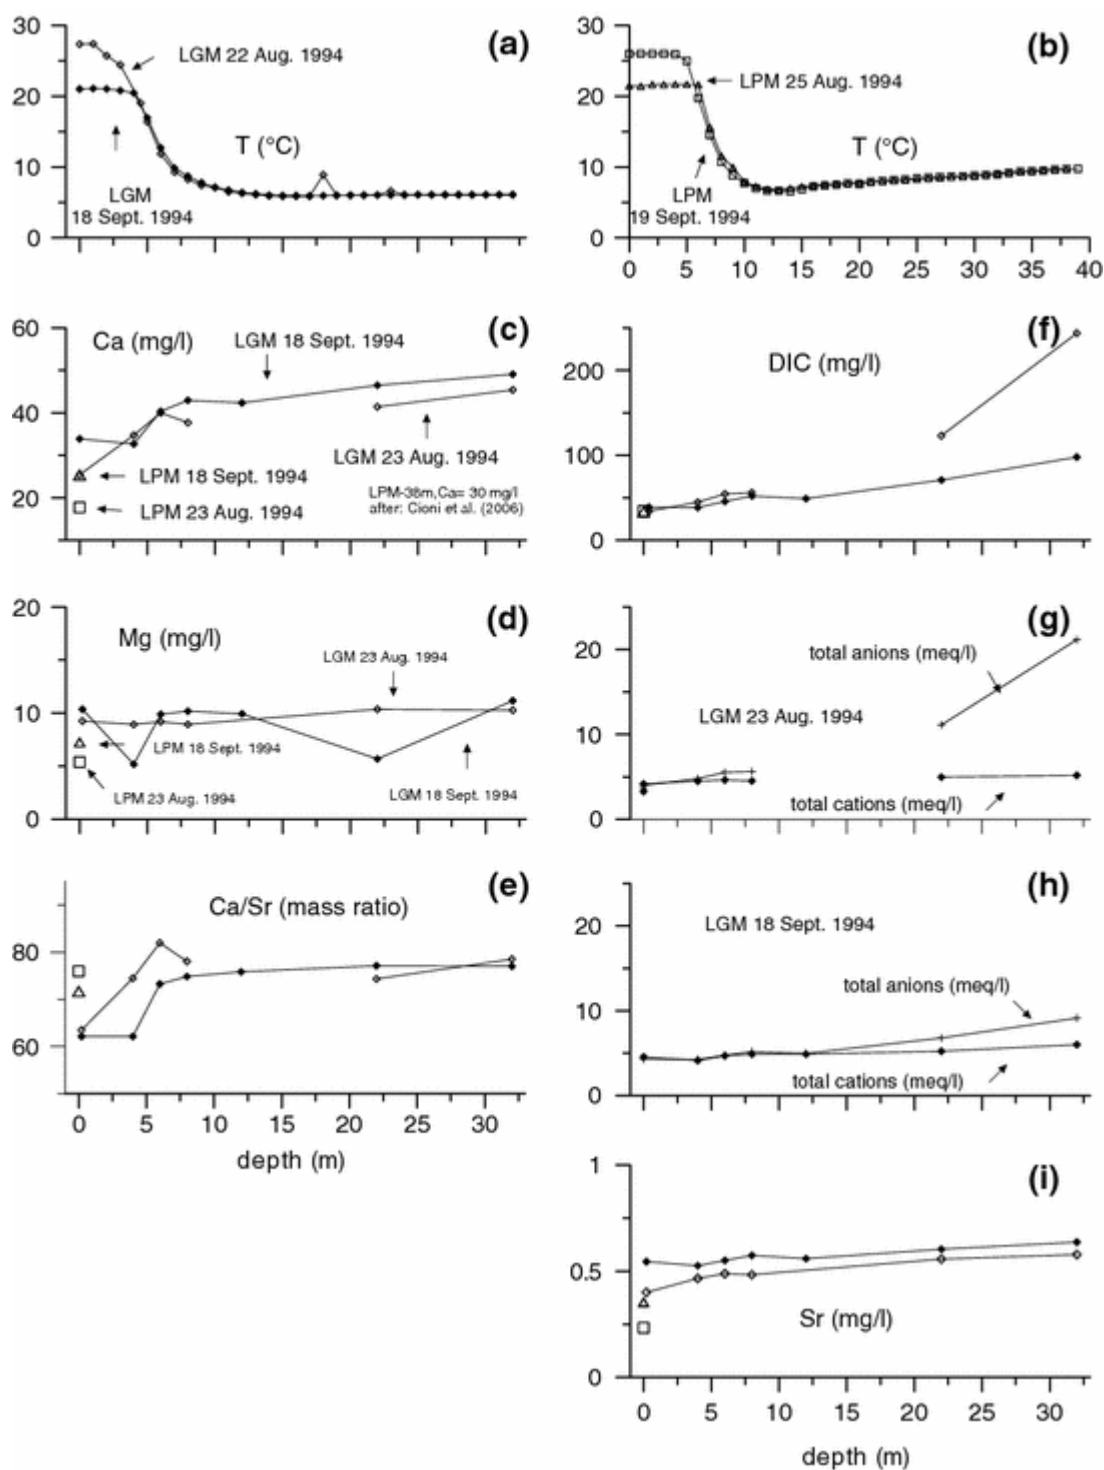 (a)
30
20
10
0
LGM 22 Aug. 1994
T (°C)
LGM
18 Sept. 1994
(b)
30
25
20
15
10
5
0
LPM 25 Aug. 1994
T (°C)
LPM
19 Sept. 1994
0 5 10 15 20 25 30 35 40
(c)
60
40
20
Ca (mg/l)
LGM 18 Sept. 1994
LGM 23 Aug. 1994
LPM 18 Sept. 1994
LPM 23 Aug. 1994
LPM-38m,Ca= 30 mg/l
after: Cioni et al. (2006)
(f)
200
100
0
DIC (mg/l)
(d)
20
10
0
Mg (mg/l)
LGM 23 Aug. 1994
LPM 18 Sept. 1994
LPM 23 Aug. 1994
LGM 18 Sept. 1994
(g)
20
10
0
total anions (meq/l)
LGM 23 Aug. 1994
total cations (meq/l)
(e)
80
60
Ca/Sr (mass ratio)
0 5 10 15 20 25 30
depth (m)
(h)
20
10
0
LGM 18 Sept. 1994
total anions (meq/l)
total cations (meq/l)
(i)
1
0.5
0
Sr (mg/l)
0 5 10 15 20 25 30
depth (m)